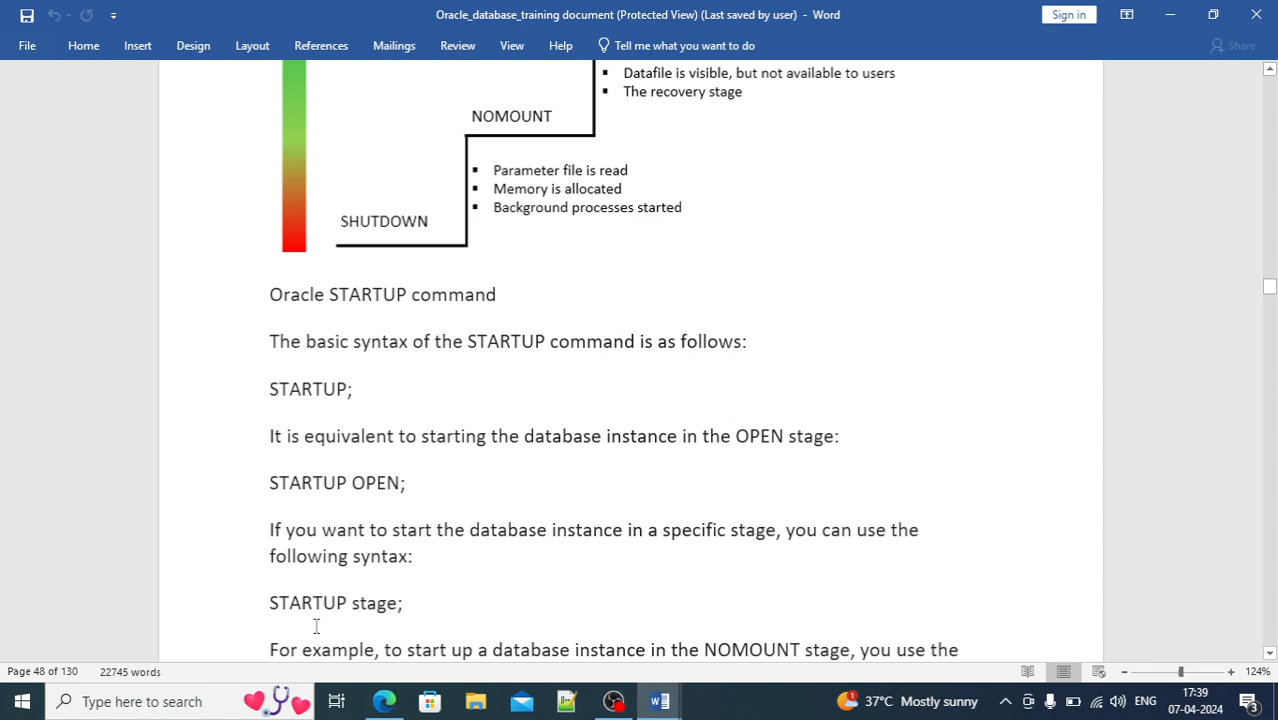 Oracle_database_training document (Protected View) (Last saved by user) - Word
Sign in
File Home Insert Design Layout References Mailings Review View Help Tell me what you want to do Share
▪ Datafile is visible, but not available to users
▪ The recovery stage
NOMOUNT
▪ Parameter file is read
▪ Memory is allocated
▪ Background processes started
SHUTDOWN
Oracle STARTUP command
The basic syntax of the STARTUP command is as follows:
STARTUP;
It is equivalent to starting the database instance in the OPEN stage:
STARTUP OPEN;
If you want to start the database instance in a specific stage, you can use the
following syntax:
STARTUP stage;
For example, to start up a database instance in the NOMOUNT stage, you use the
Page 48 of 130 22745 words 124%
Type here to search 1 37°C Mostly sunny ENG 17:39
07-04-2024 3